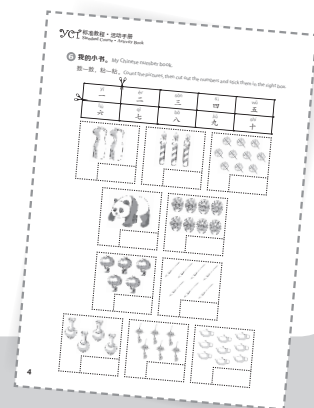 YCT 标准教程・活动手册
Standard Course・Activity Book
6 我的小书。My Chinese number book.
数一数，贴一贴。Count the pictures, then cut out the numbers and stick them in the right box.
yī èr sān sì wǔ
一 二 三 四 五
liù qī bā jiǔ shí
六 七 八 九 十
4